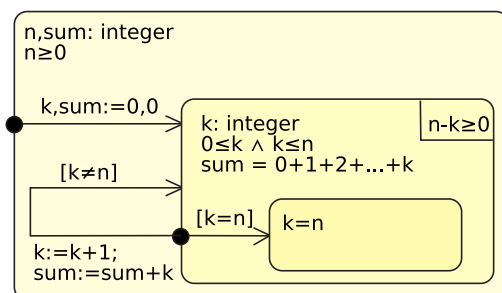 n,sum: integer
n≥0
k,sum:=0,0
k: integer
0≤k ∧ k≤n
sum = 0+1+2+...+k
n-k≥0
[k≠n]
[k=n]
k=n
k:=k+1;
sum:=sum+k